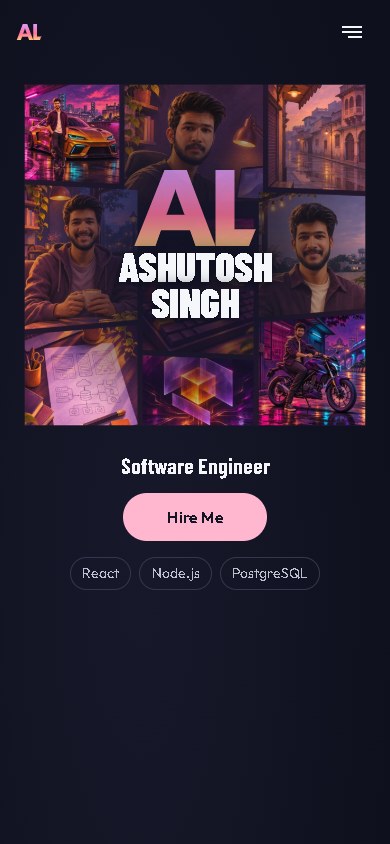 AL
AL
ASHUTOSH
SINGH
Software Engineer
Hire Me
React
Node.js
PostgreSQL